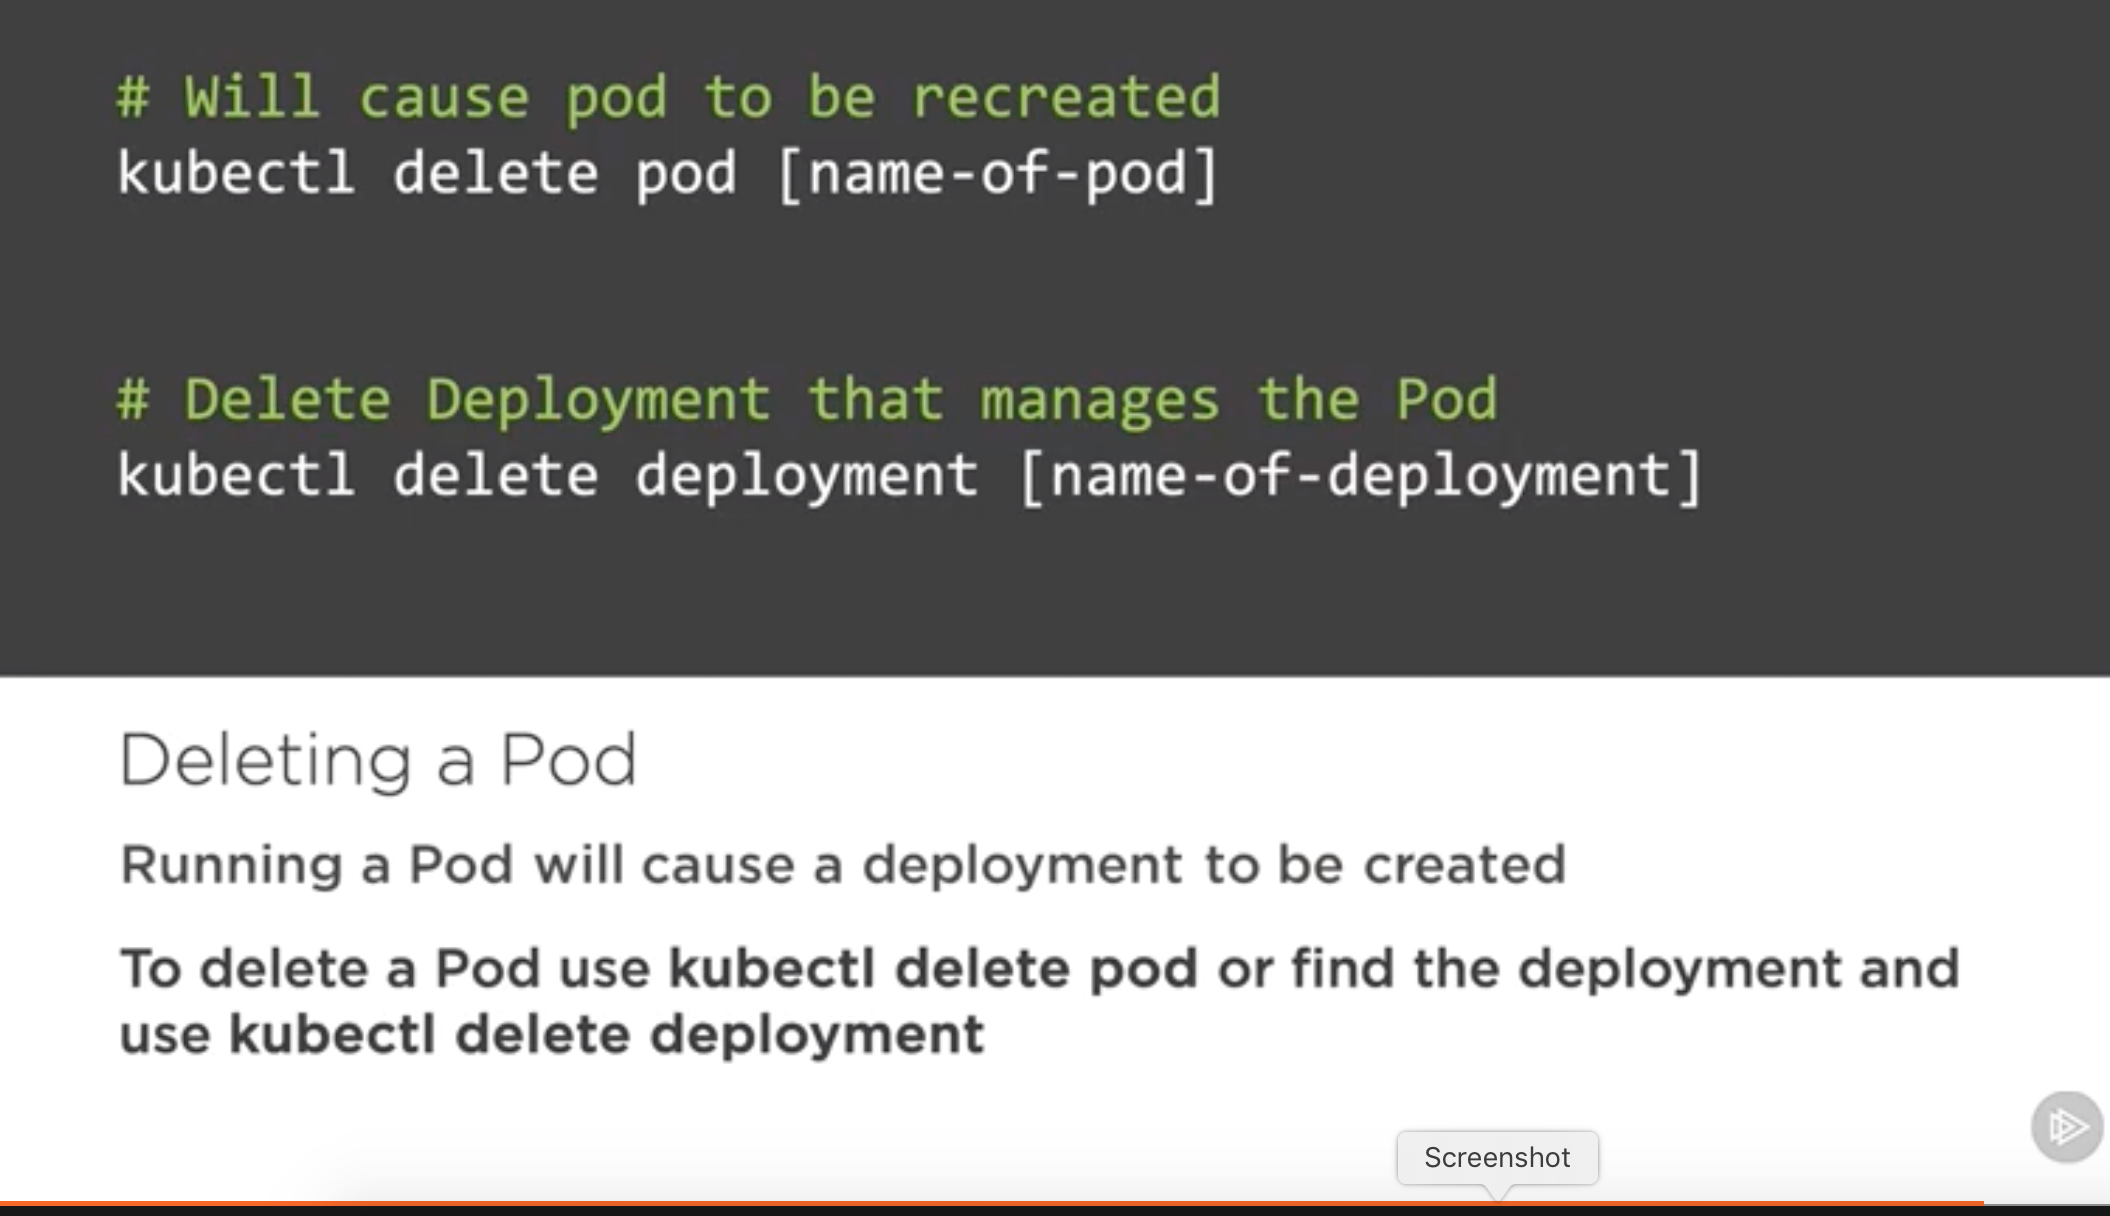 # Will cause pod to be recreated
kubectl delete pod [name-of-pod]
# Delete Deployment that manages the Pod
kubectl delete deployment [name-of-deployment]
Deleting a Pod
Running a Pod will cause a deployment to be created
To delete a Pod use kubectl delete pod or find the deployment and
use kubectl delete deployment
Screenshot